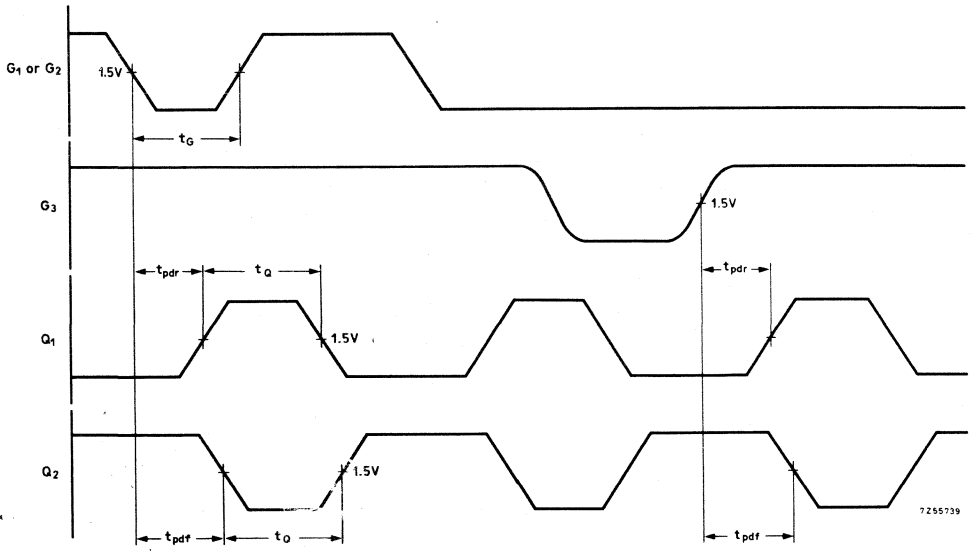 G1 or G2
1.5V
tG
G3
1.5V
tpdr
tQ
tpdr
Q1
1.5V
Q2
1.5V
7Z55739
tpdf
tQ
tpdf